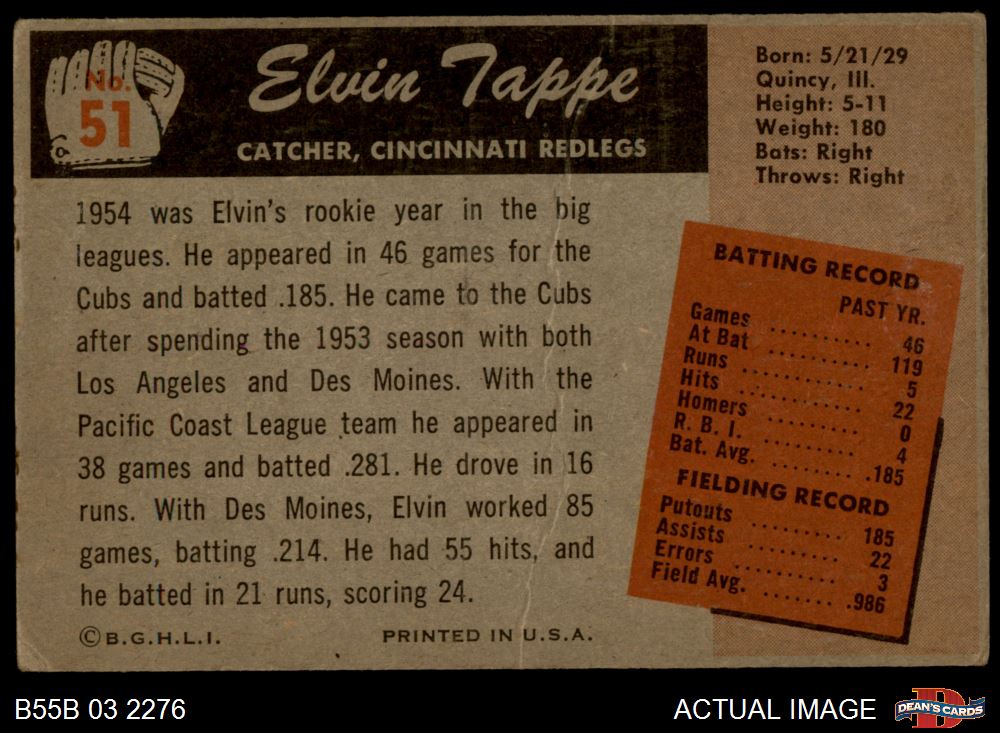 No.
51
Elvin Tappe
CATCHER, CINCINNATI REDLEGS
Born: 5/21/29
Quincy, Ill.
Height: 5-11
Weight: 180
Bats: Right
Throws: Right
1954 was Elvin's rookie year in the big
leagues. He appeared in 46 games for the
Cubs and batted .185. He came to the Cubs
after spending the 1953 season with both
Los Angeles and Des Moines. With the
Pacific Coast League team he appeared in
38 games and batted .281. He drove in 16
runs. With Des Moines, Elvin worked 85
games, batting .214. He had 55 hits, and
he batted in 21 runs, scoring 24.
©B.G.H.L.I. PRINTED IN U.S.A.
BATTING RECORD
PAST YR.
Games ......... 46
At Bat ......... 119
Runs ......... 5
Hits ......... 22
Homers ......... 0
R. B. I. ......... 4
Bat. Avg. ......... .185
FIELDING RECORD
Putouts ......... 185
Assists ......... 22
Errors ......... 3
Field Avg. ......... .986
B55B 03 2276
ACTUAL IMAGE
DEAN'S CARDS